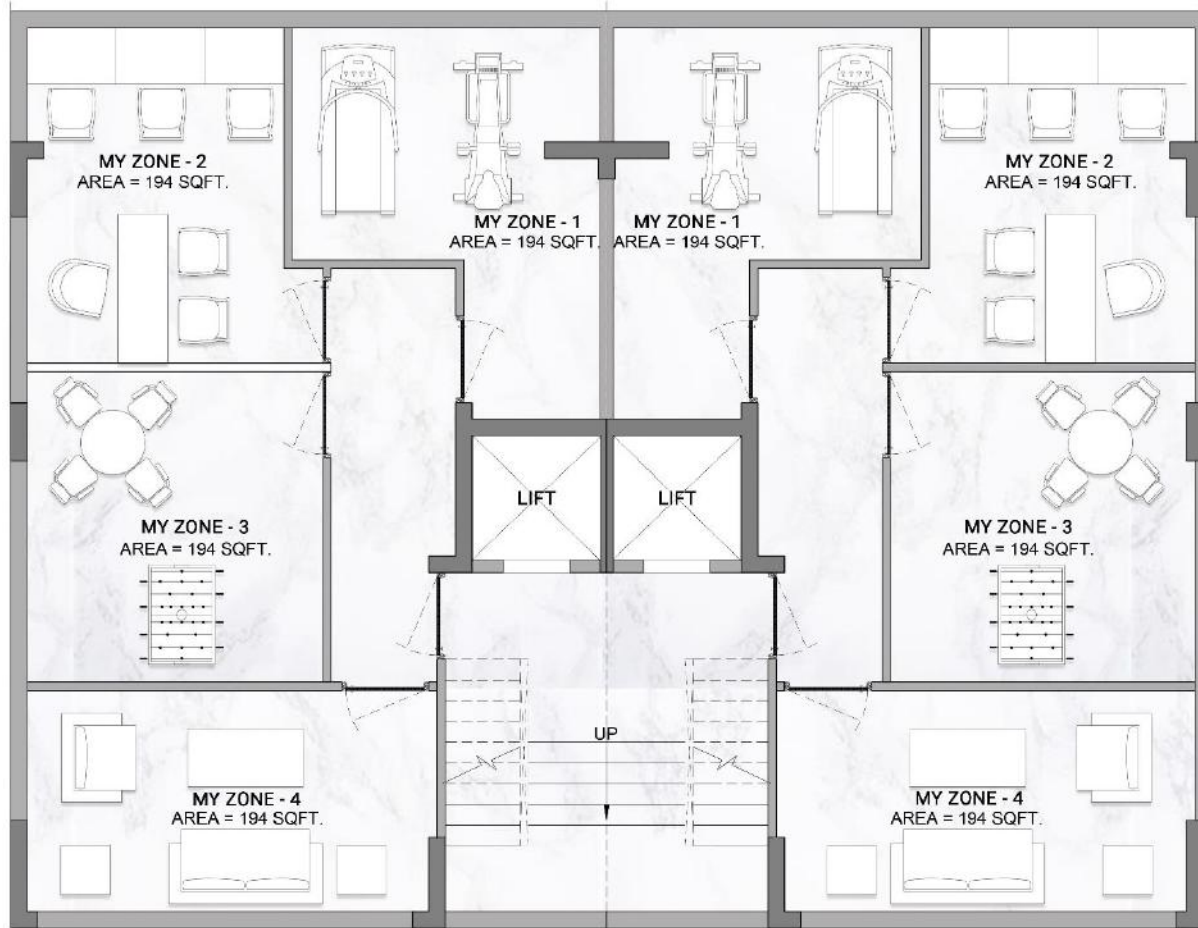 MY ZONE - 2
AREA = 194 SQFT.
MY ZONE - 1
AREA = 194 SQFT.
MY ZONE - 1
AREA = 194 SQFT.
MY ZONE - 2
AREA = 194 SQFT.
LIFT
LIFT
MY ZONE - 3
AREA = 194 SQFT.
MY ZONE - 3
AREA = 194 SQFT.
UP
MY ZONE - 4
AREA = 194 SQFT.
MY ZONE - 4
AREA = 194 SQFT.